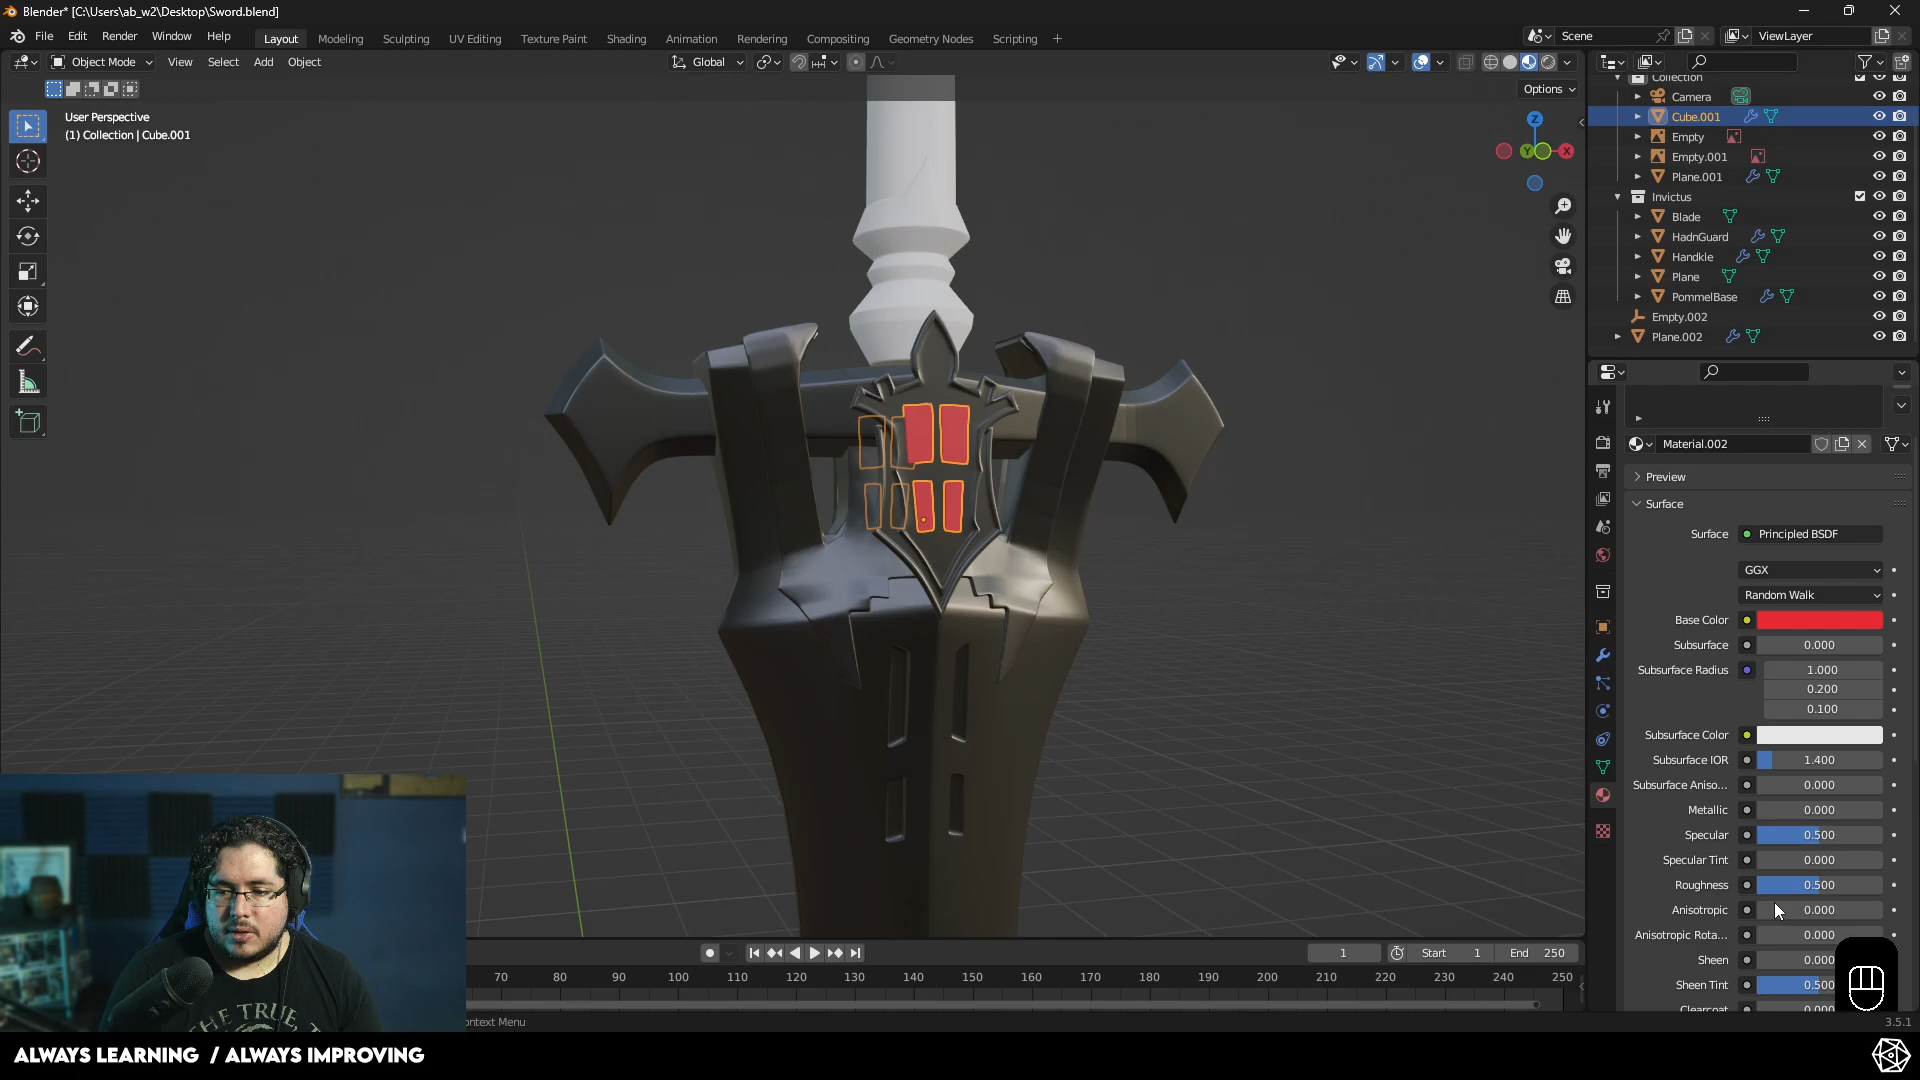 Blender* [C:\Users\ab_w2\Desktop\Sword.blend]
File Edit Render Window Help
Layout Modeling Sculpting UV Editing Texture Paint Shading Animation Rendering Compositing Geometry Nodes Scripting +
Scene
ViewLayer
Object Mode View Select Add Object
Global
Options
User Perspective
(1) Collection | Cube.001
Z
Y
X
Collection
Camera
Cube.001
Empty
Empty.001
Plane.001
Invictus
Blade
HadnGuard
Handkle
Plane
PommelBase
Empty.002
Plane.002
Material.002
Preview
Surface
Surface Principled BSDF
GGX
Random Walk
Base Color
Subsurface 0.000
Subsurface Radius 1.000
0.200
0.100
Subsurface Color
Subsurface IOR 1.400
Subsurface Aniso... 0.000
Metallic 0.000
Specular 0.500
Specular Tint 0.000
Roughness 0.500
Anisotropic 0.000
Anisotropic Rota... 0.000
Sheen 0.000
Sheen Tint 0.500
Clearcoat 0.000
1 Start 1 End 250
70 80 90 100 110 120 130 140 150 160 170 180 190 200 210 220 230 240 250
ontext Menu
3.5.1
THE TRUE
ALWAYS LEARNING / ALWAYS IMPROVING